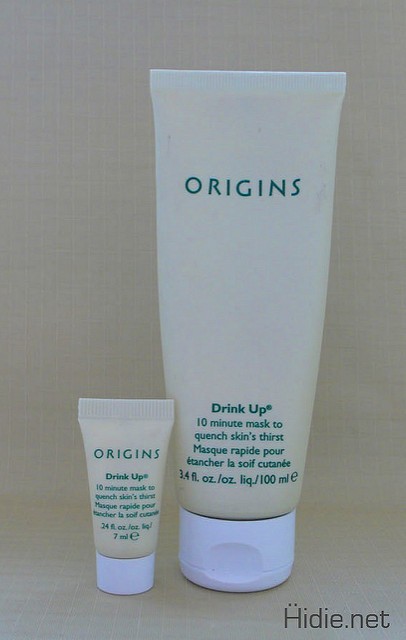 ORIGINS
Drink Up®
10 minute mask to
quench skin's thirst
Masque rapide pour
étancher la soif cutanée
3.4 fl. oz./oz. liq./100 ml ℮
ORIGINS
Drink Up®
10 minute mask to
quench skin's thirst
Masque rapide pour
étancher la soif cutanée
.24 fl. oz./oz. liq./
7 ml ℮
Hidie.net